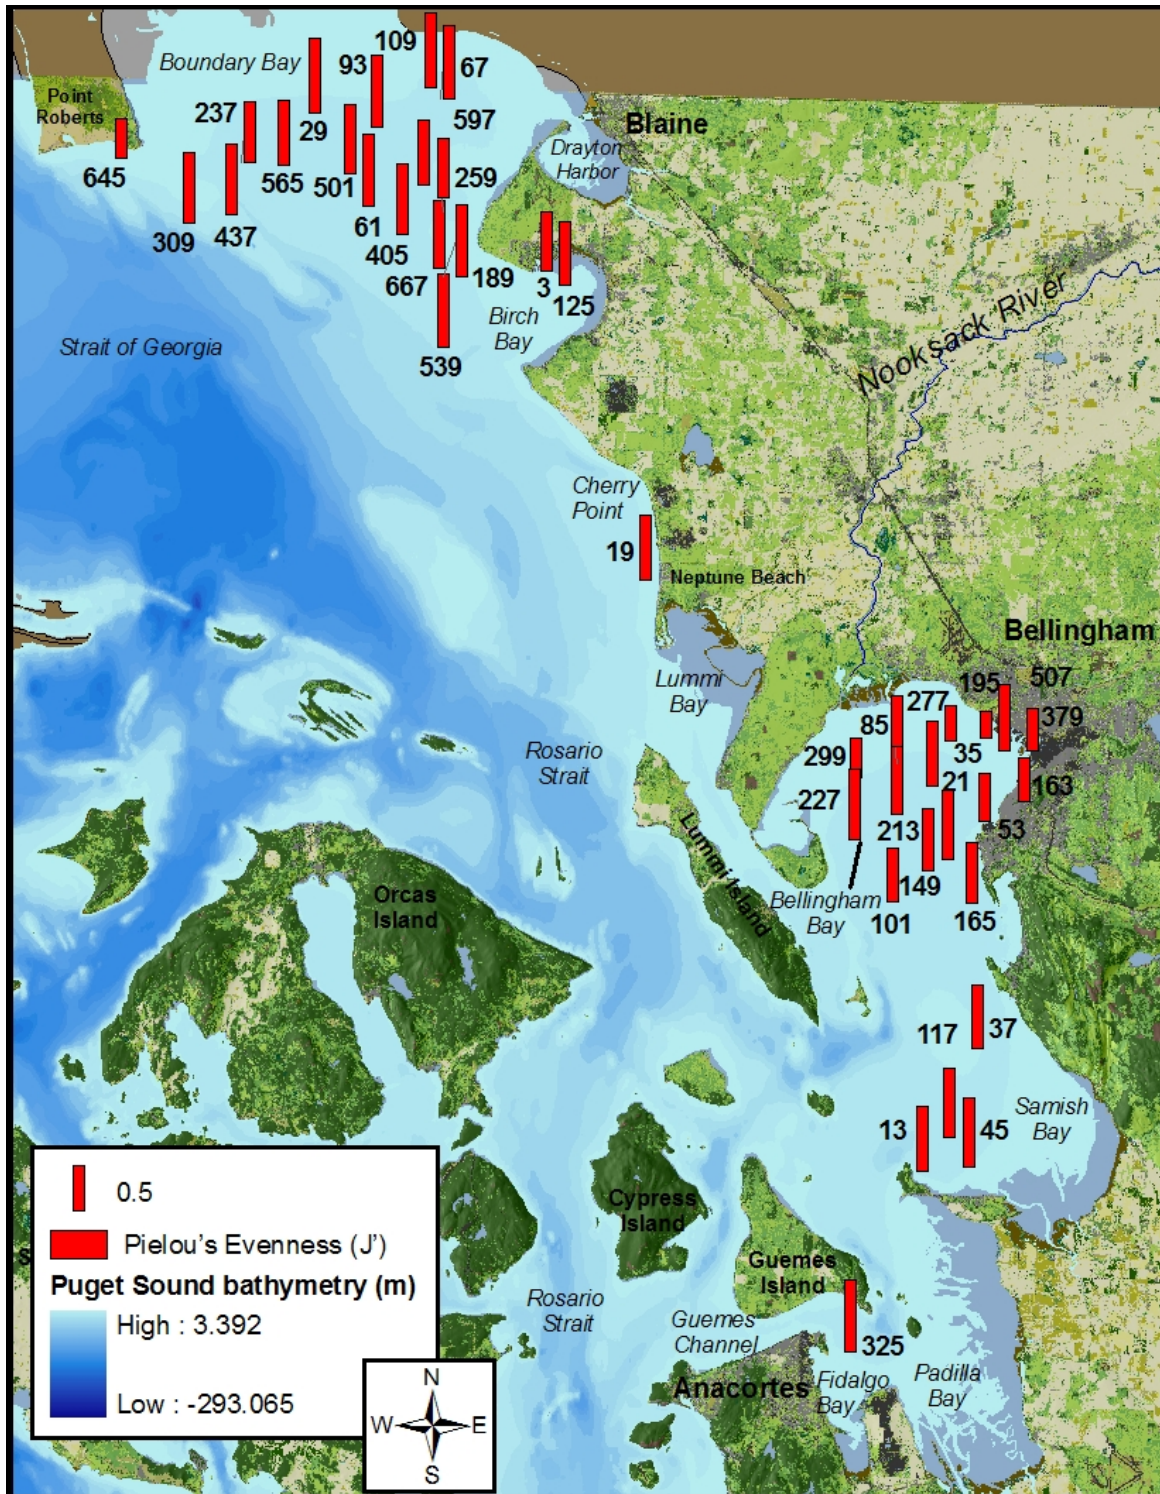 109
Boundary Bay
93
67
Point
Roberts
237
29
597
Blaine
645
565
501
259
Drayton
Harbor
309
437
61
405
667
189
3
125
Birch
Bay
539
Strait of Georgia
Nooksack River
Cherry
Point
19
Neptune Beach
Bellingham
Lummi
Bay
195
507
277
85
379
299
35
Rosario
Strait
227
21
163
213
53
Lummi Island
149
Orcas
Island
Bellingham
Bay
101
165
117
37
13
45
Samish
Bay
Cypress
Island
Guemes
Island
Rosario
Strait
Guemes
Channel
325
Anacortes
Fidalgo
Bay
Padilla
Bay
S
0.5
Pielou's Evenness (J')
Puget Sound bathymetry (m)
High : 3.392
Low : -293.065
N
W
E
S